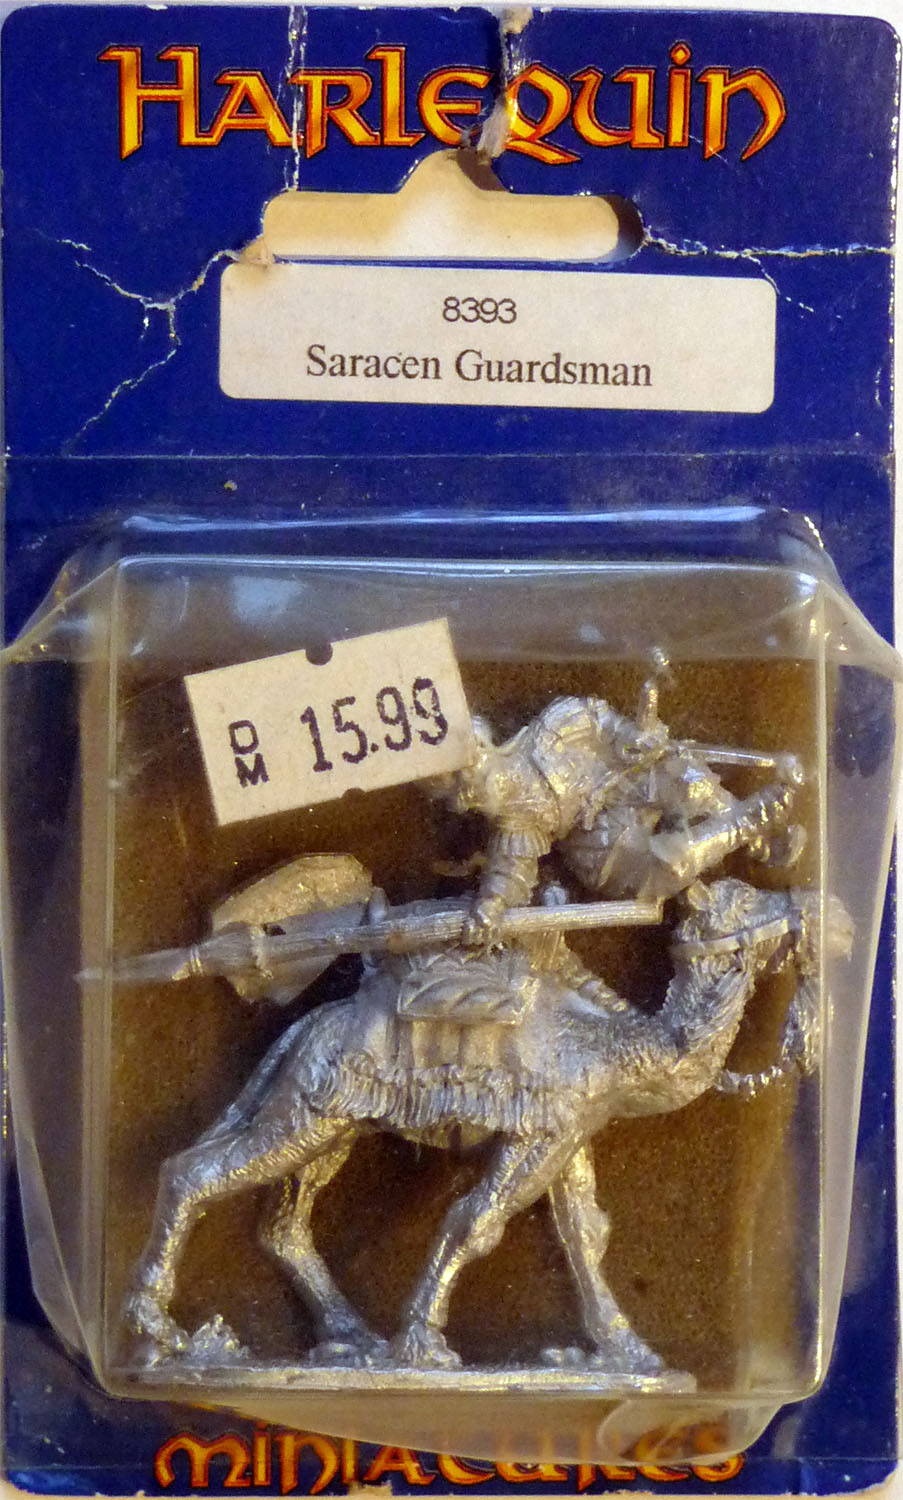 Harlequin
8393
Saracen Guardsman
DM 15.99
miniatures